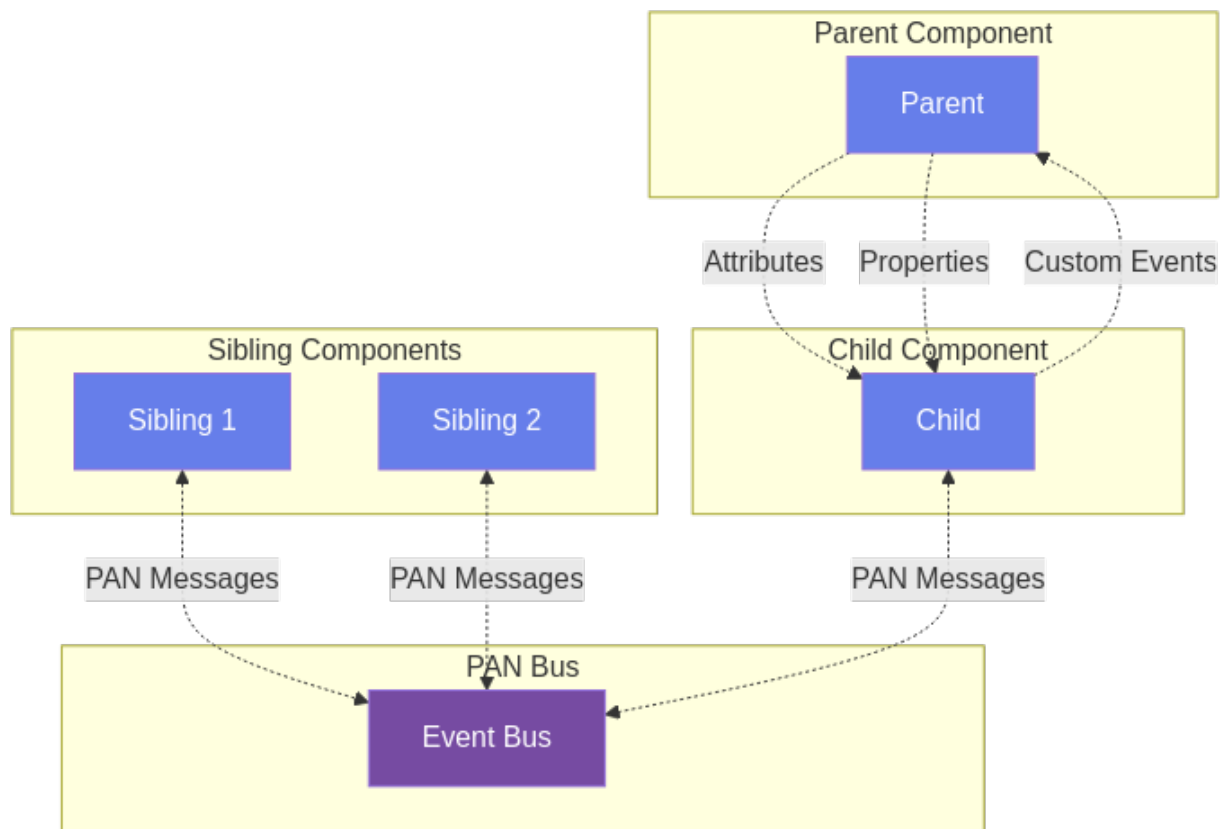 Parent Component
Parent
Attributes
Properties
Custom Events
Sibling Components
Child Component
Sibling 1
Sibling 2
Child
PAN Messages
PAN Messages
PAN Messages
PAN Bus
Event Bus